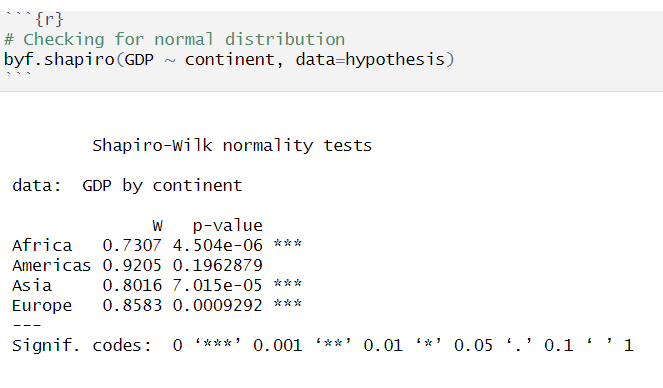 ```{r}
# Checking for normal distribution
byf.shapiro(GDP ~ continent, data=hypothesis)
```
Shapiro-Wilk normality tests
data:  GDP by continent
W   p-value
Africa   0.7307 4.504e-06 ***
Americas 0.9205 0.1962879
Asia     0.8016 7.015e-05 ***
Europe   0.8583 0.0009292 ***
---
Signif. codes:  0 ‘***’ 0.001 ‘**’ 0.01 ‘*’ 0.05 ‘.’ 0.1 ‘ ’ 1